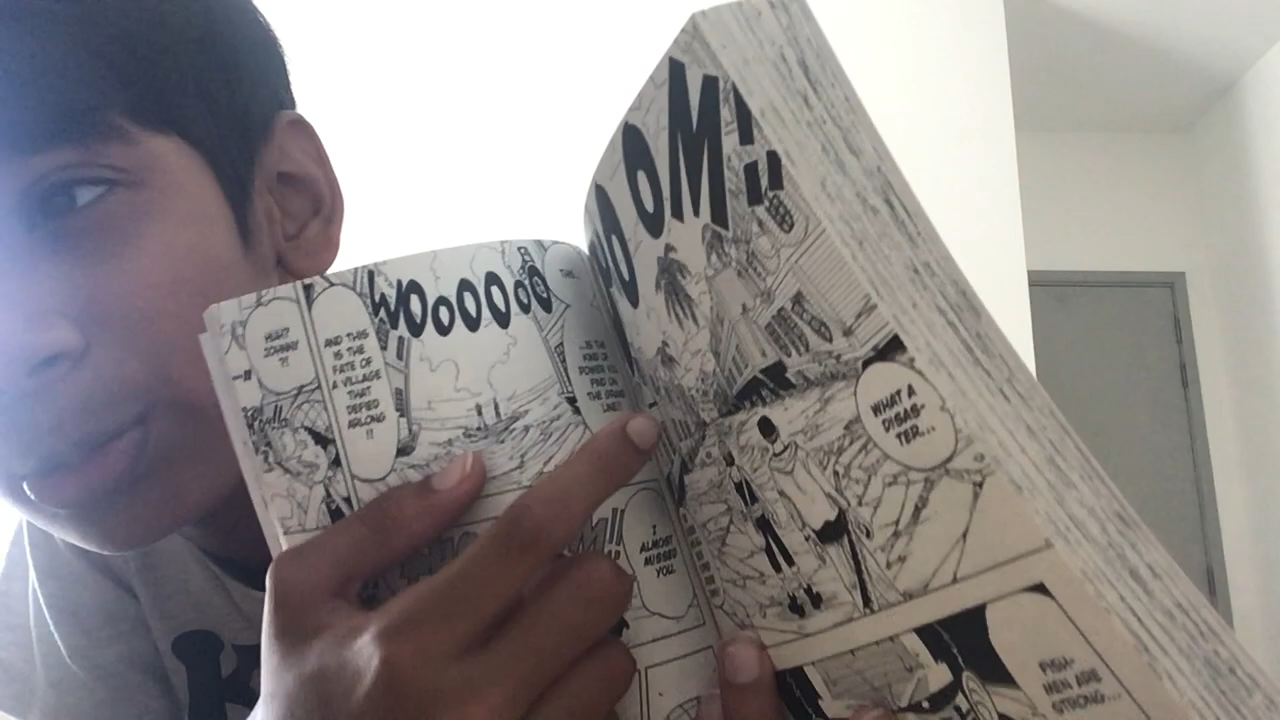 HUH?
JOHNNY
?!
AND THIS
IS THE
FATE OF
A VILLAGE
THAT
DEFIED
ARLONG
!!
WOOOOOO
THIS...
...IS THE
KIND OF
POWER YOU
FIND ON
THE GRAND
LINE!!
I
ALMOST
MISSED
YOU.
OOM!!
WHAT A
DISAS-
TER...
FISH-
MEN ARE
STRONG...